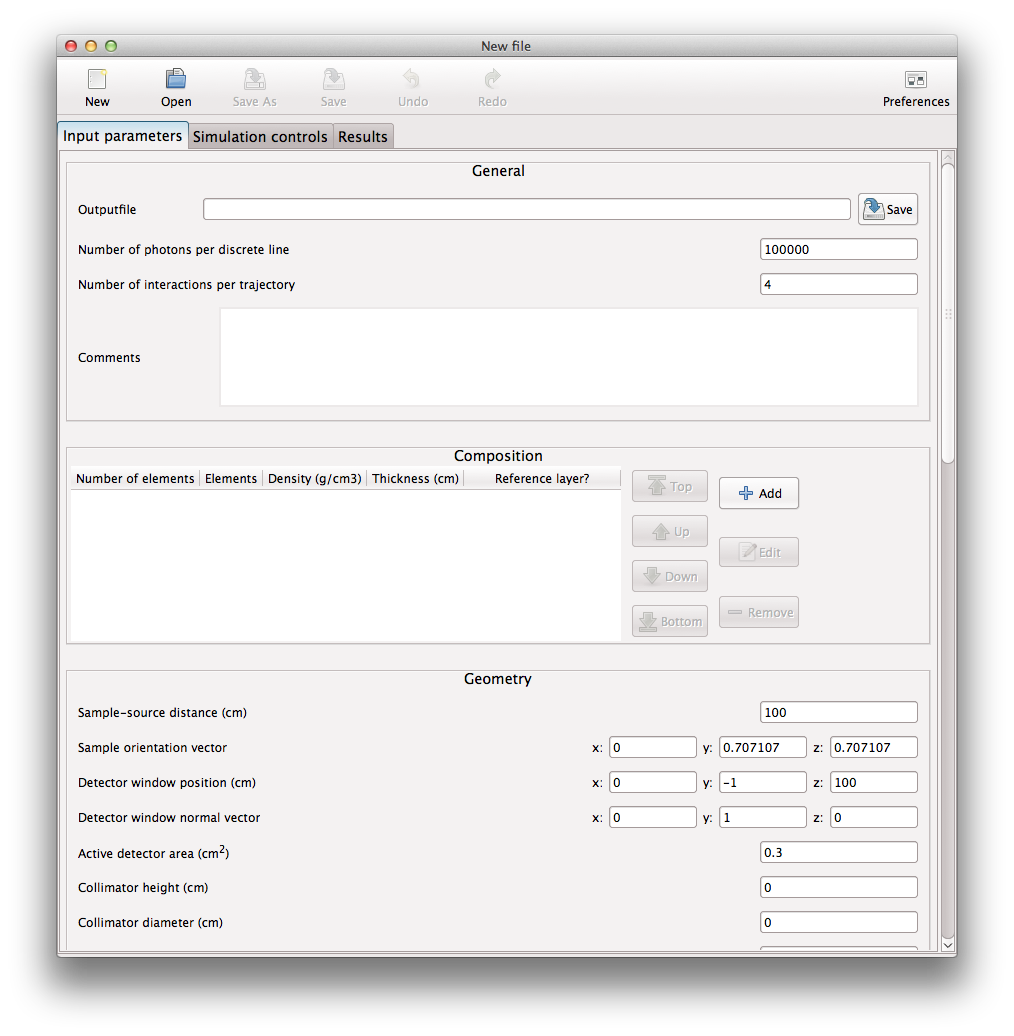 New file
New Open Save As Save Undo Redo Preferences
Input parameters Simulation controls Results
General
Outputfile Save
Number of photons per discrete line 100000
Number of interactions per trajectory 4
Comments
Composition
Number of elements Elements Density (g/cm3) Thickness (cm) Reference layer?
Top Add
Up
Edit
Down
Remove
Bottom
Geometry
Sample-source distance (cm) 100
Sample orientation vector x: 0 y: 0.707107 z: 0.707107
Detector window position (cm) x: 0 y: -1 z: 100
Detector window normal vector x: 0 y: 1 z: 0
Active detector area (cm²) 0.3
Collimator height (cm) 0
Collimator diameter (cm) 0